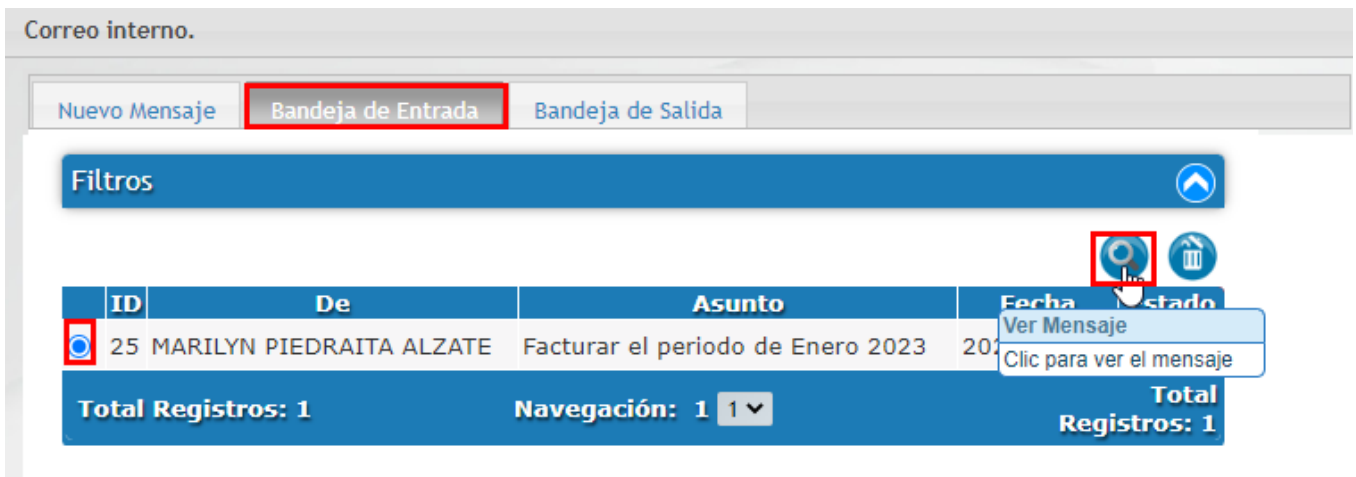 Correo interno.
Nuevo Mensaje Bandeja de Entrada Bandeja de Salida
Filtros
ID De Asunto Fecha stado
25 MARILYN PIEDRAITA ALZATE Facturar el periodo de Enero 2023 202
Ver Mensaje
Clic para ver el mensaje
Total Registros: 1 Navegación: 1 1 Total
Registros: 1